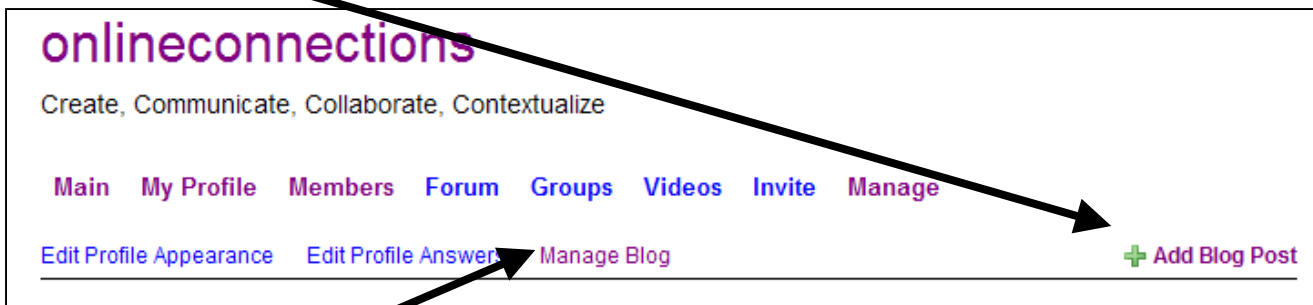 onlineconnections
Create, Communicate, Collaborate, Contextualize
Main My Profile Members Forum Groups Videos Invite Manage
Edit Profile Appearance Edit Profile Answers Manage Blog Add Blog Post